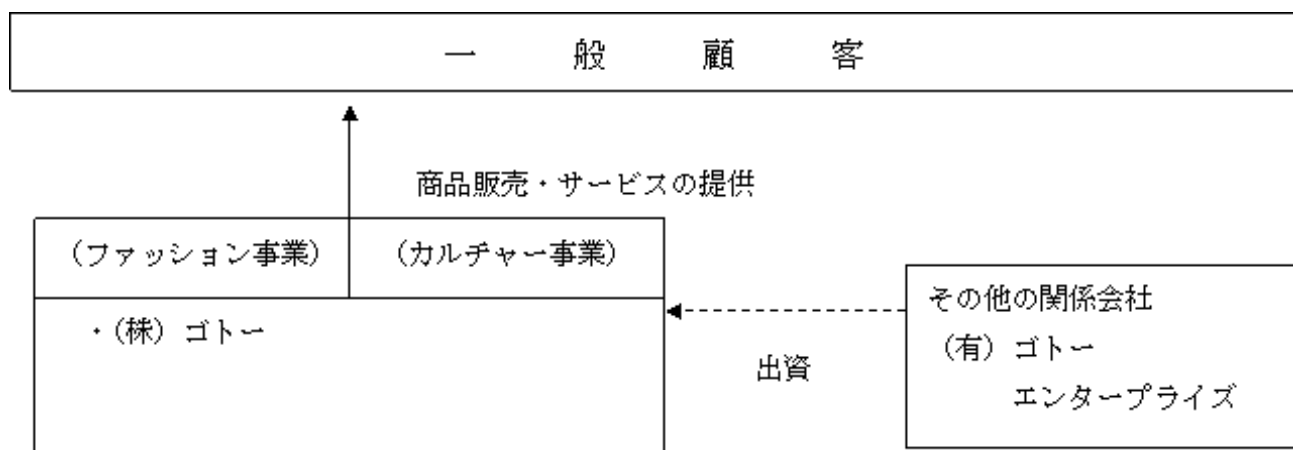 一般顧客
商品販売・サービスの提供
(ファッション事業) (カルチャー事業)
・(株)ゴトー
出資
その他の関係会社
(有)ゴトー
エンタープライズ